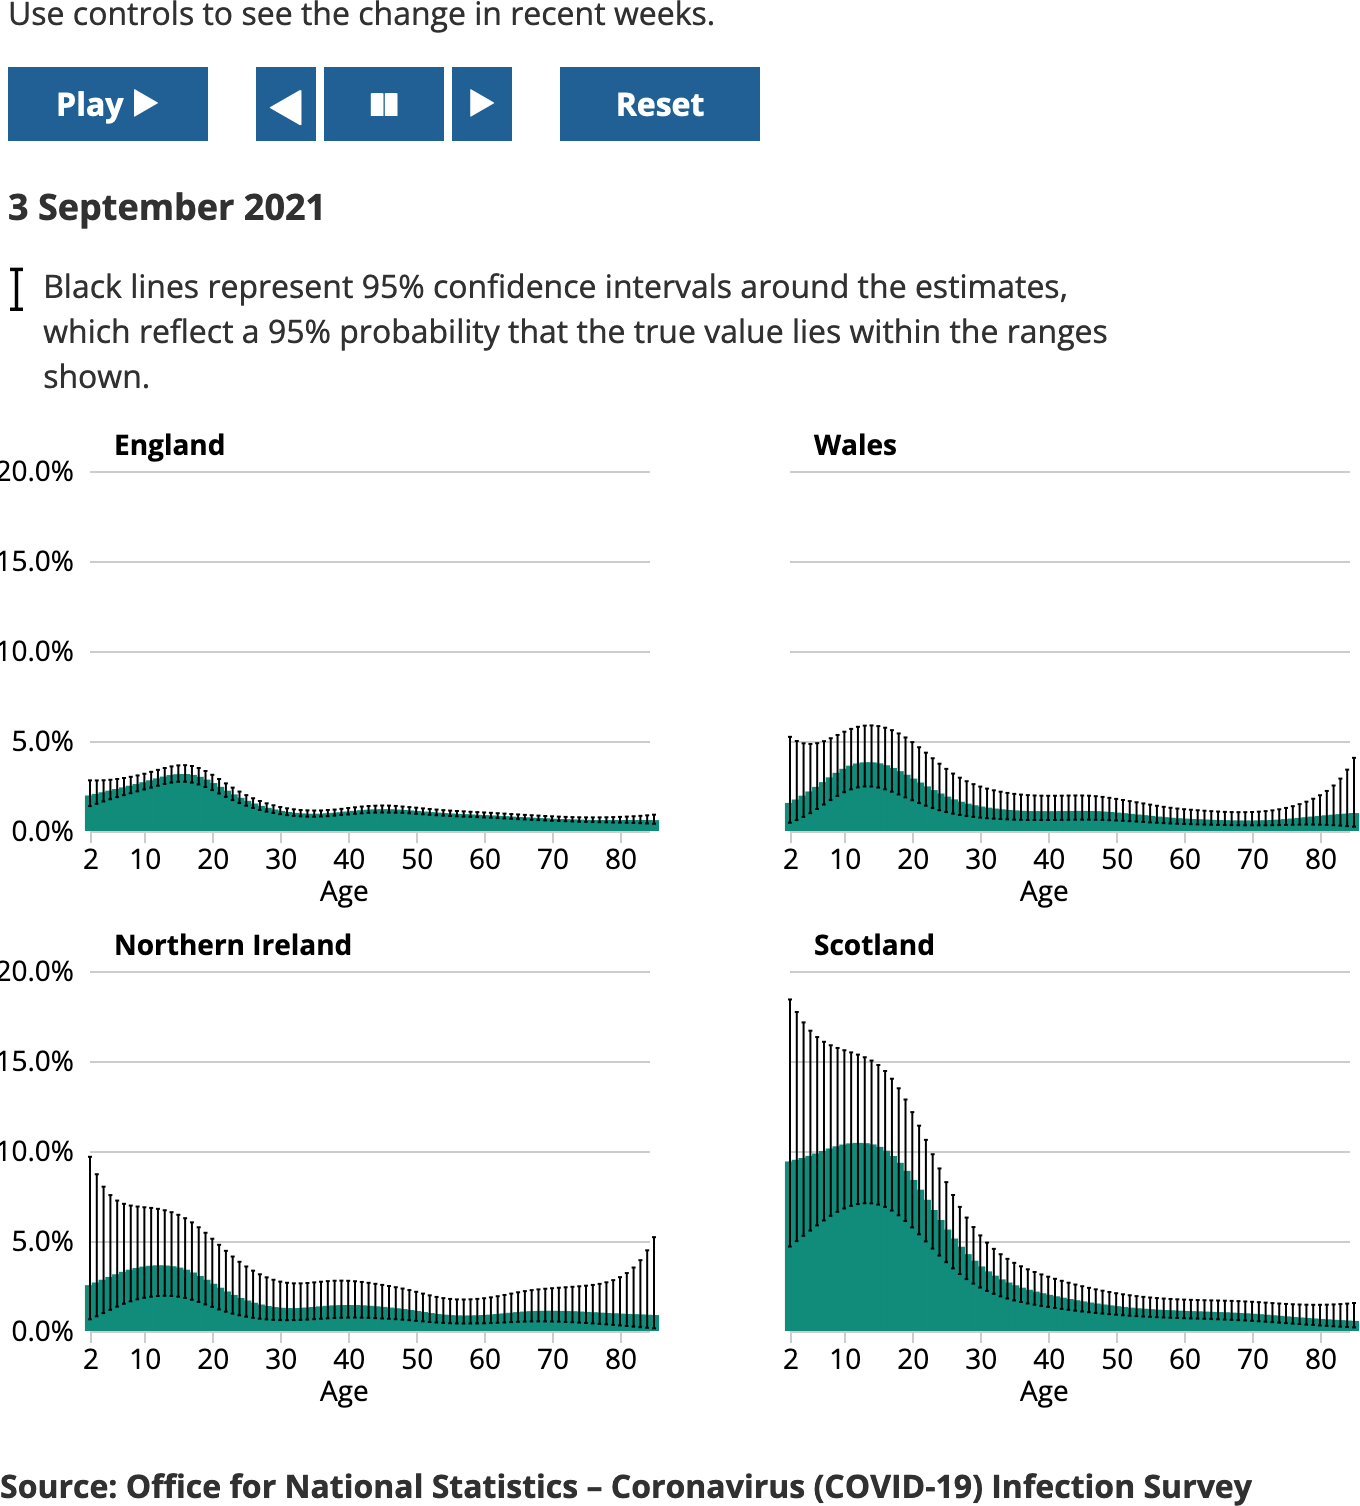 Use controls to see the change in recent weeks.
Play
Reset
3 September 2021
Black lines represent 95% confidence intervals around the estimates,
which reflect a 95% probability that the true value lies within the ranges
shown.
England
20.0%
15.0%
10.0%
5.0%
0.0%
2 10 20 30 40 50 60 70 80
Age
Wales
2 10 20 30 40 50 60 70 80
Age
Northern Ireland
20.0%
15.0%
10.0%
5.0%
0.0%
2 10 20 30 40 50 60 70 80
Age
Scotland
2 10 20 30 40 50 60 70 80
Age
Source: Office for National Statistics – Coronavirus (COVID-19) Infection Survey